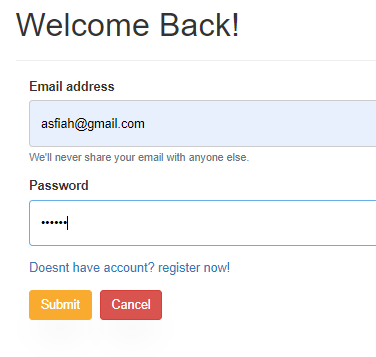 Welcome Back!
Email address
asfiah@gmail.com
We'll never share your email with anyone else.
Password
••••••
Doesnt have account? register now!
Submit Cancel